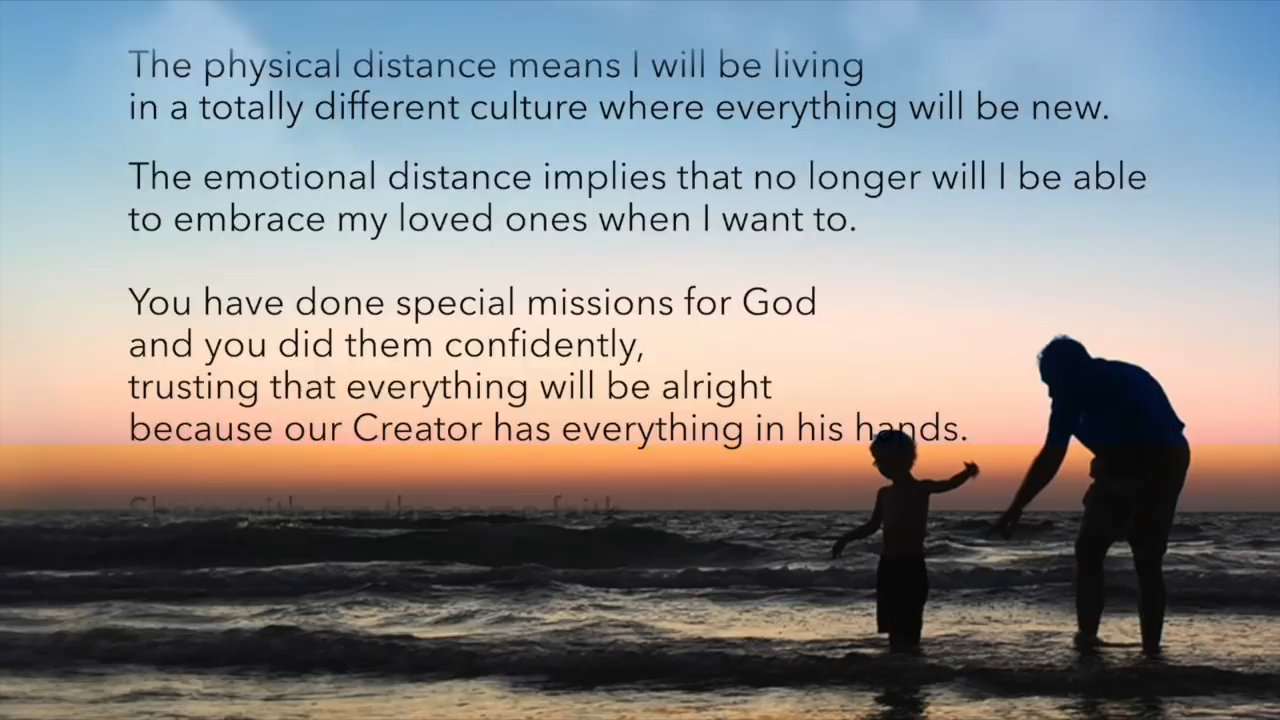 The physical distance means I will be living
in a totally different culture where everything will be new.
The emotional distance implies that no longer will I be able
to embrace my loved ones when I want to.
You have done special missions for God
and you did them confidently,
trusting that everything will be alright
because our Creator has everything in his hands.